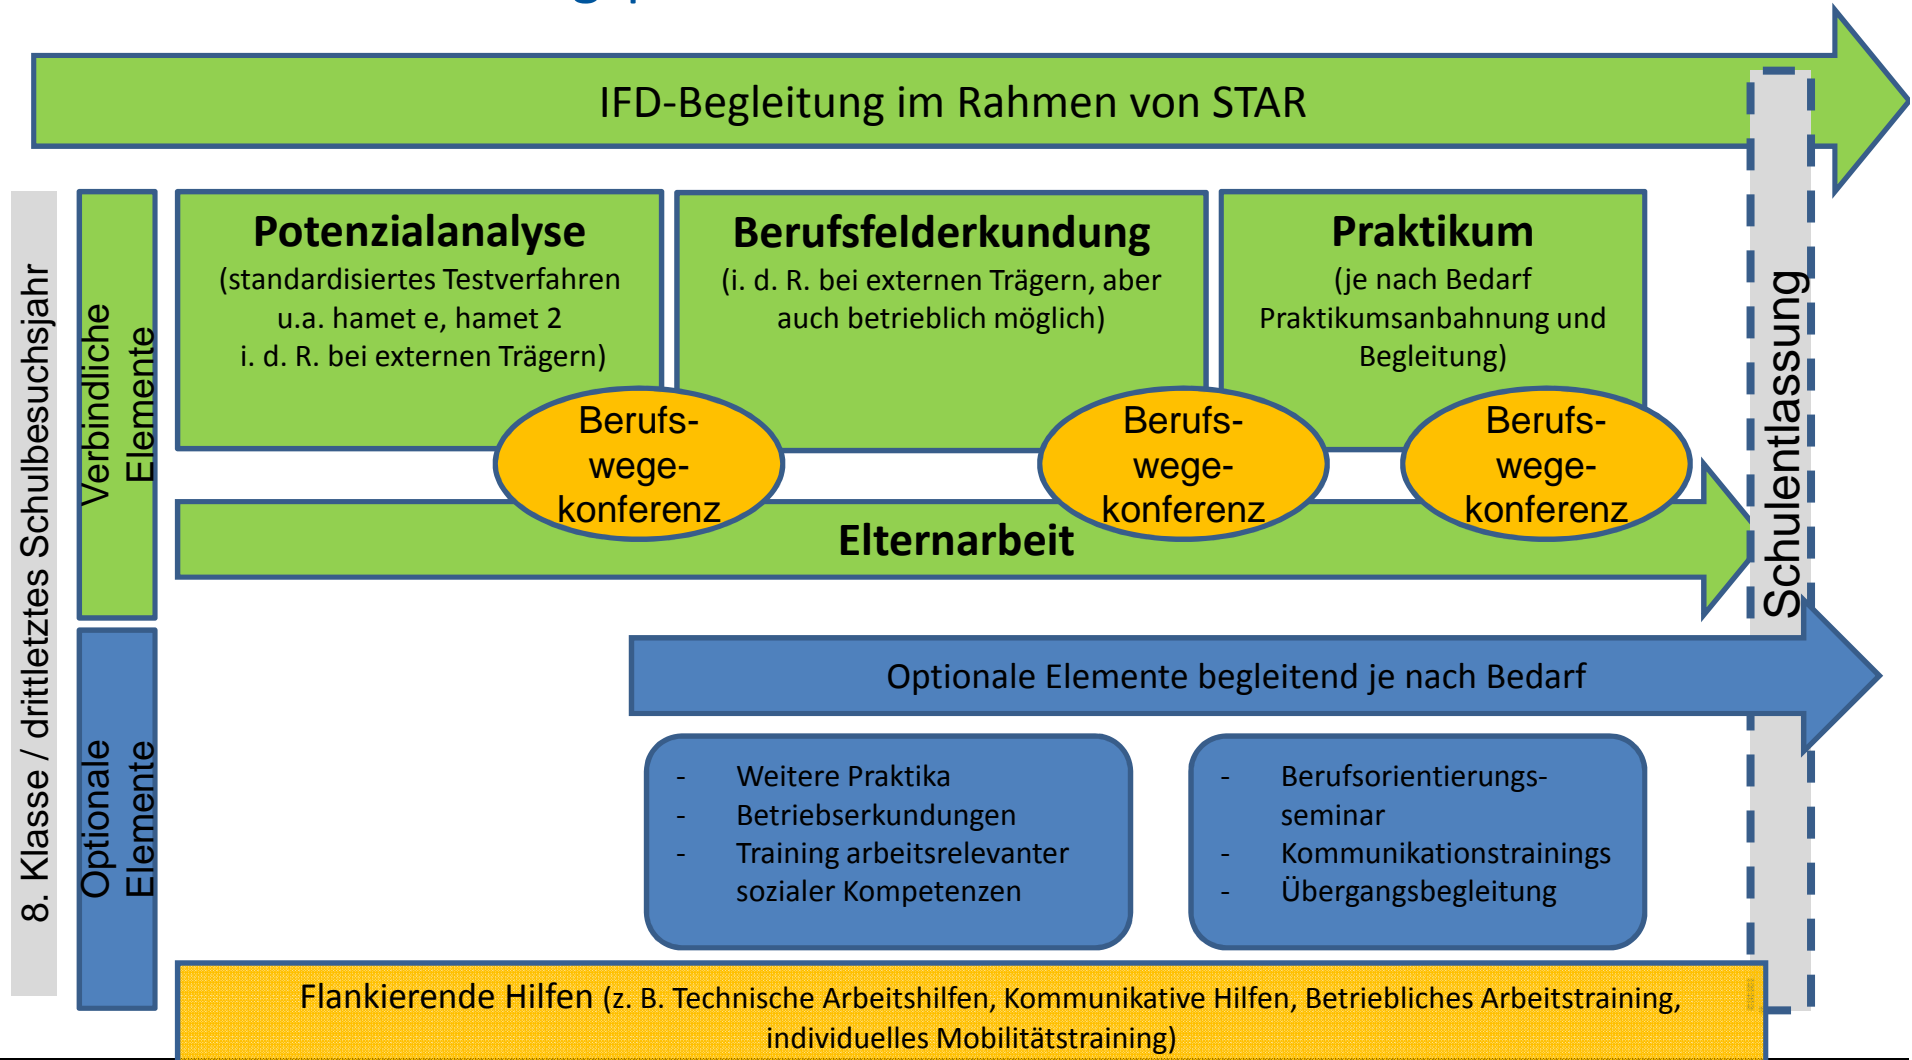 IFD-Begleitung im Rahmen von STAR
8. Klasse / drittletztes Schulbesuchsjahr
Verbindliche
Elemente
Potenzialanalyse
(standardisiertes Testverfahren
u.a. hamet e, hamet 2
i. d. R. bei externen Trägern)
Berufsfelderkundung
(i. d. R. bei externen Trägern, aber
auch betrieblich möglich)
Praktikum
(je nach Bedarf
Praktikumsanbahnung und
Begleitung)
Berufs-
wege-
konferenz
Berufs-
wege-
konferenz
Berufs-
wege-
konferenz
Elternarbeit
Schulentlassung
Optionale
Elemente
Optionale Elemente begleitend je nach Bedarf
- Weitere Praktika
- Betriebserkundungen
- Training arbeitsrelevanter
sozialer Kompetenzen
- Berufsorientierungs-
seminar
- Kommunikationstrainings
- Übergangsbegleitung
Flankierende Hilfen (z. B. Technische Arbeitshilfen, Kommunikative Hilfen, Betriebliches Arbeitstraining,
individuelles Mobilitätstraining)